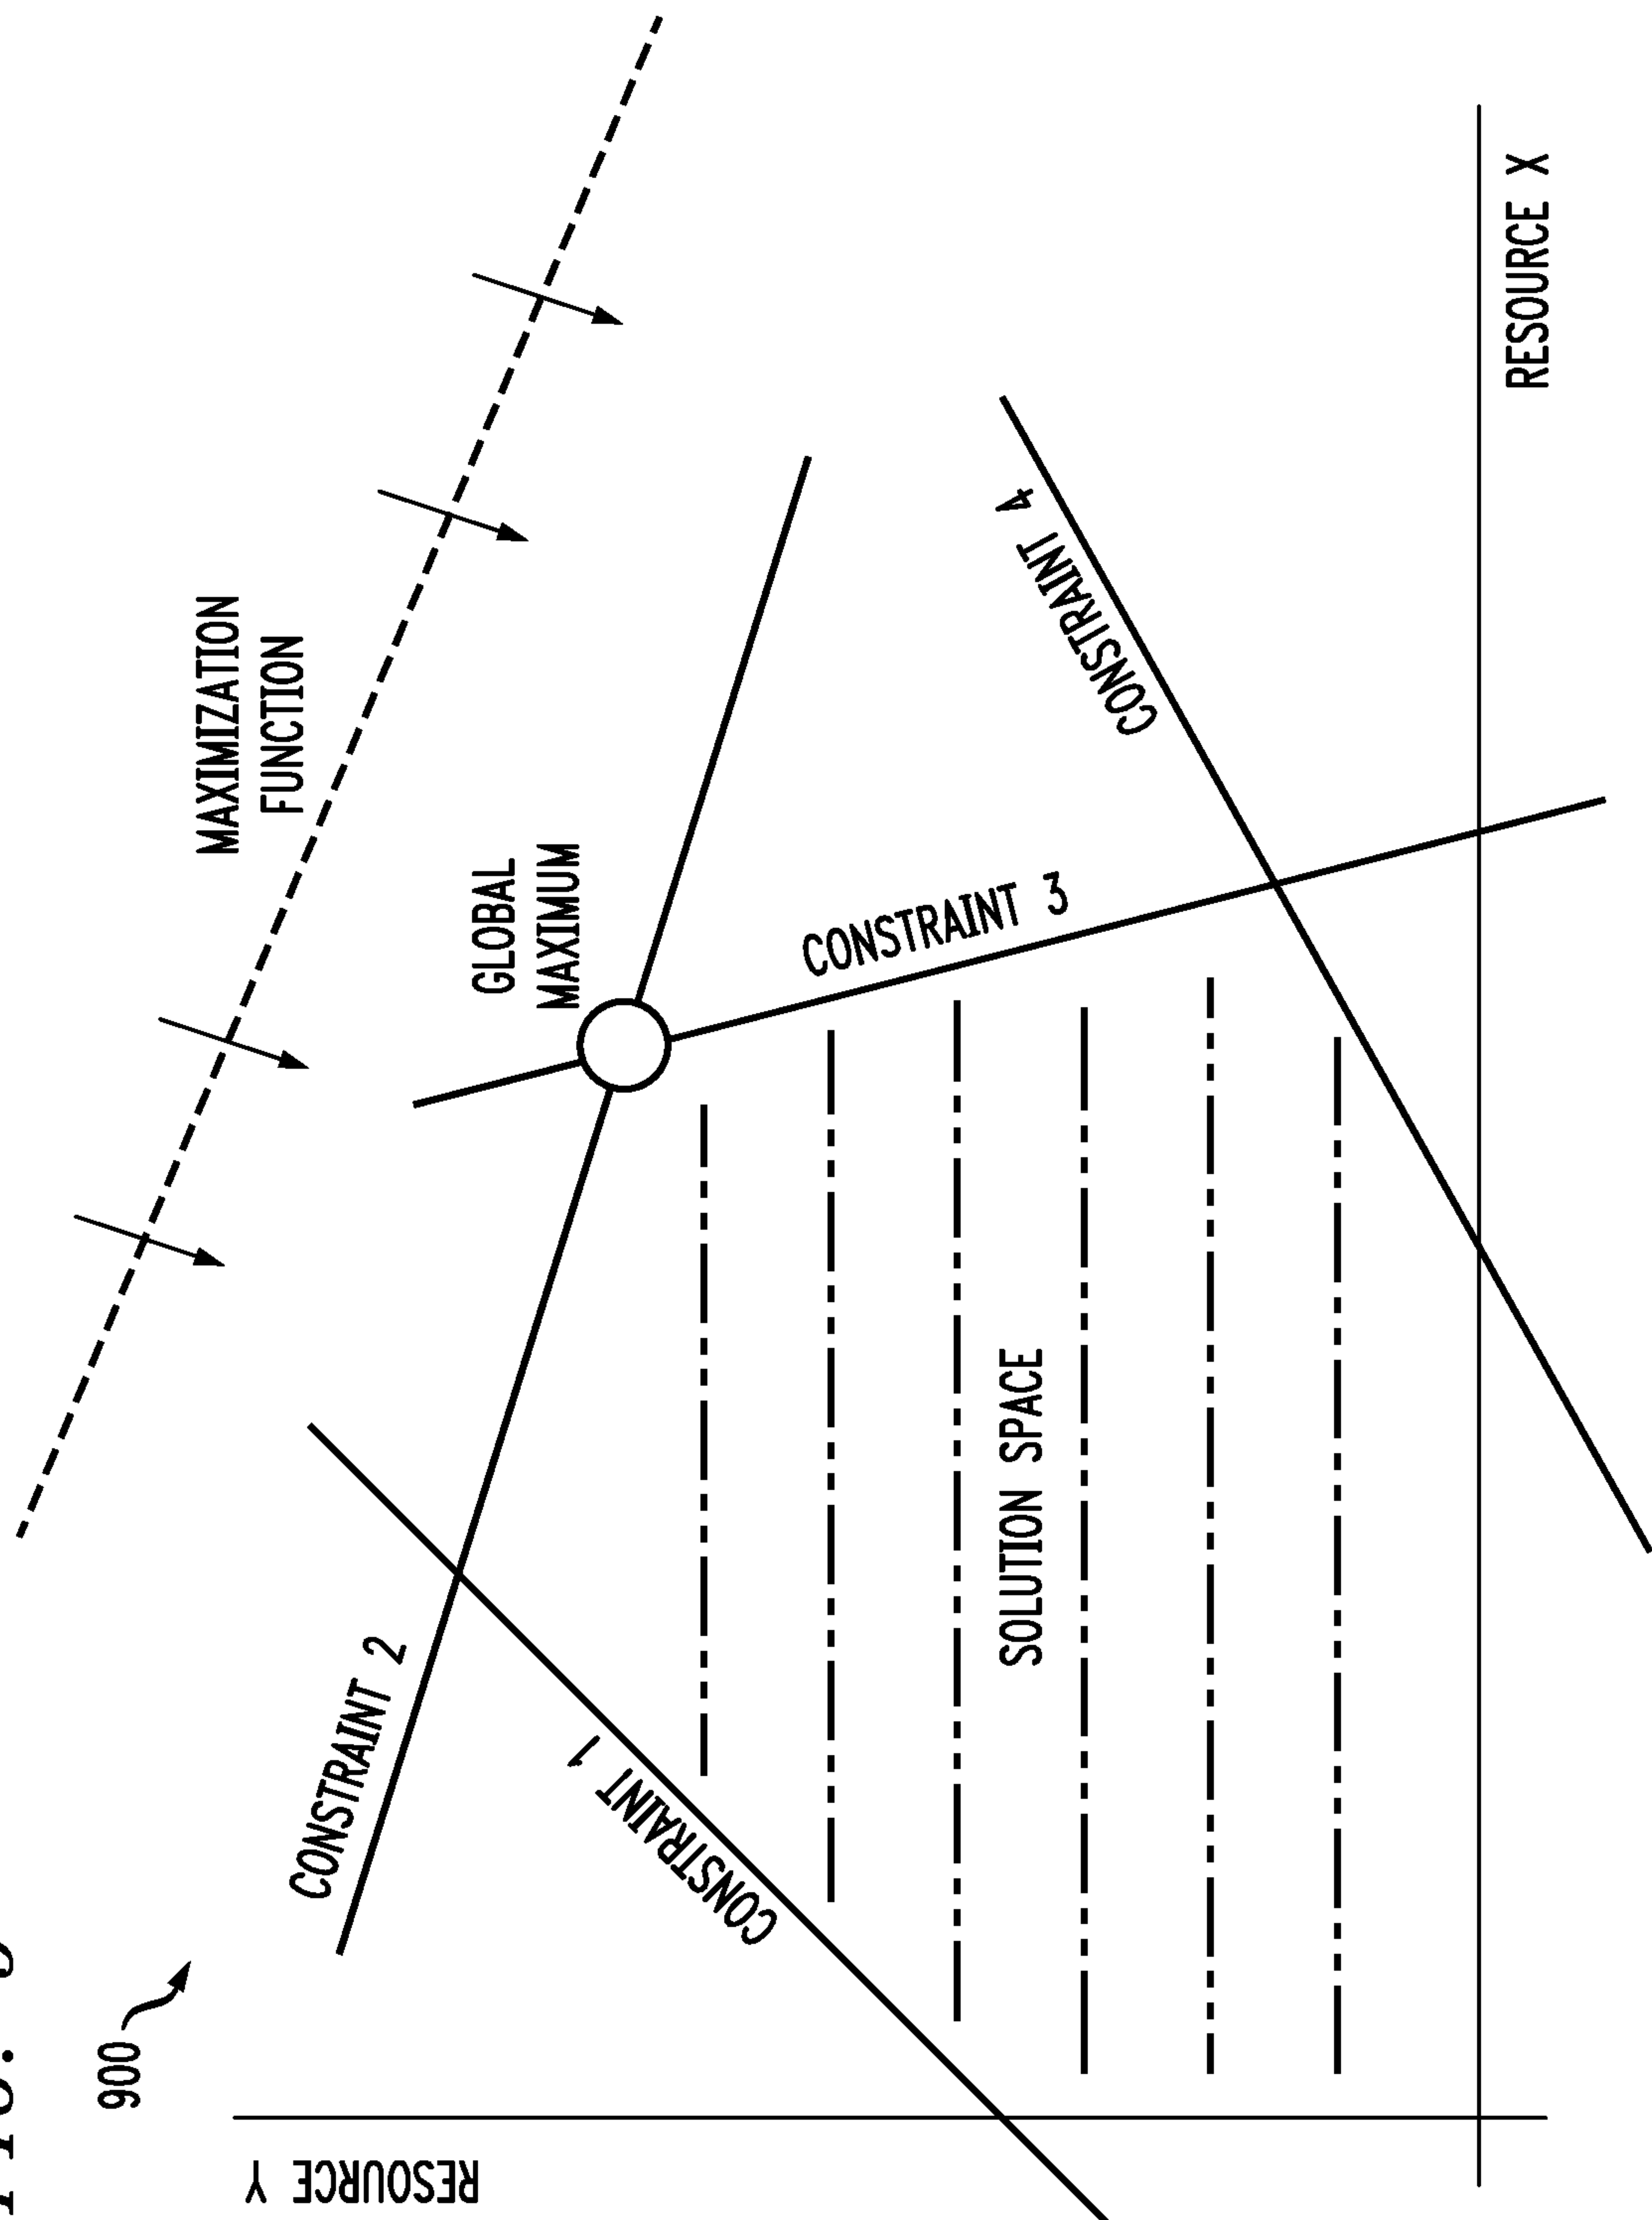 900
MAXIMIZATION
FUNCTION
GLOBAL
MAXIMUM
CONSTRAINT 2
CONSTRAINT 1
CONSTRAINT 3
CONSTRAINT 4
SOLUTION SPACE
RESOURCE Y
RESOURCE X